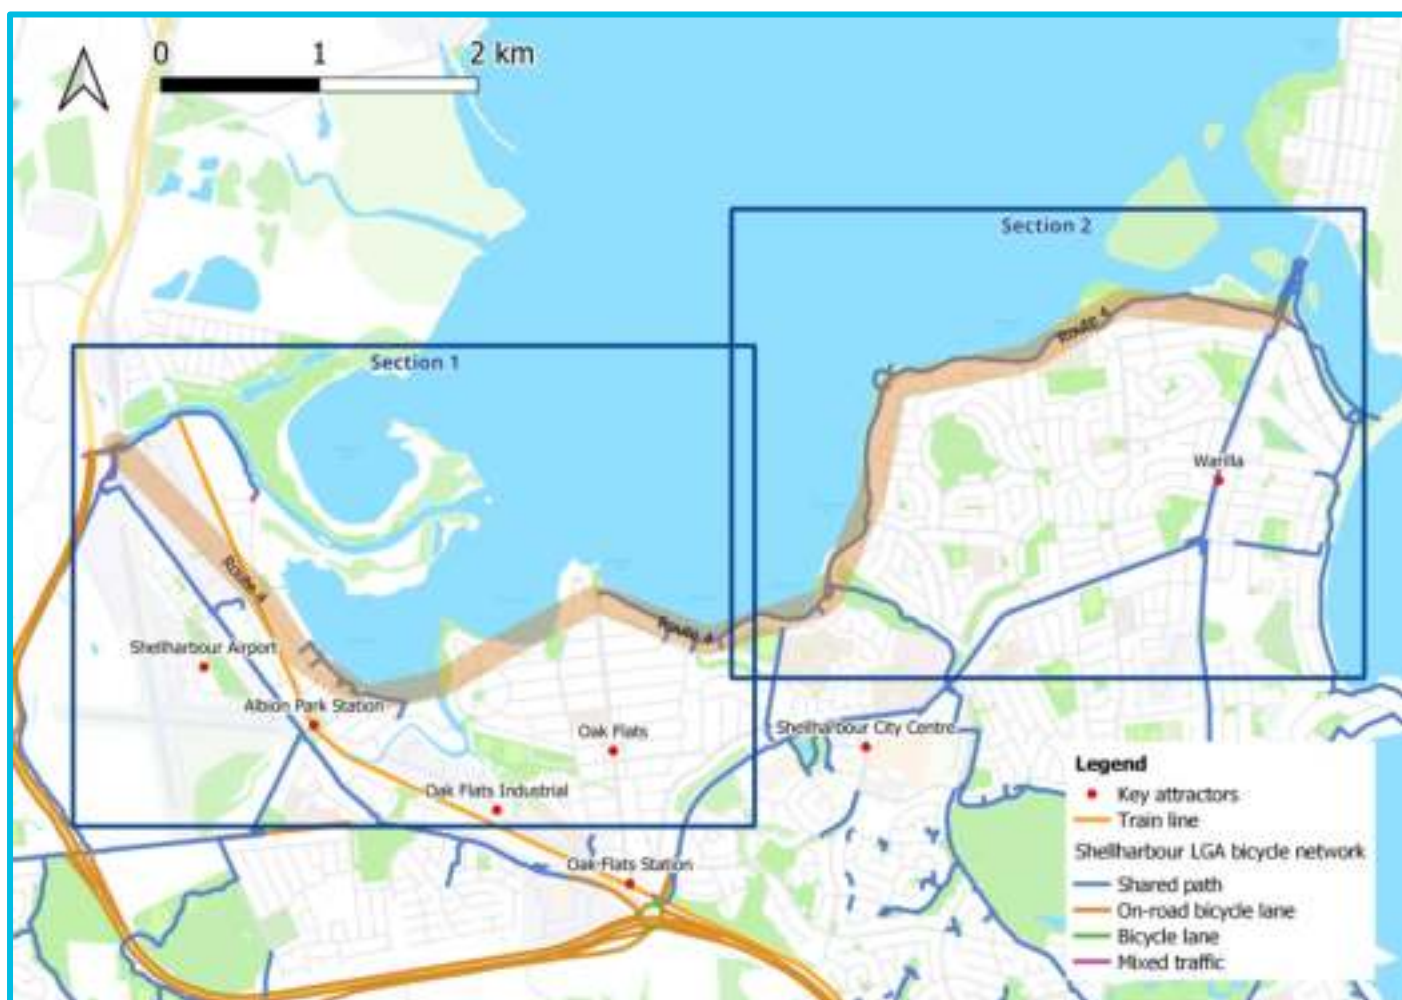 0 1 2 km
Section 2
Route 4
Section 1
Warilla
Route 4
Route 4
Shellharbour Airport
Albion Park Station
Oak Flats
Shellharbour City Centre
Oak Flats Industrial
Oak Flats Station
Legend
Key attractors
Train line
Shellharbour LGA bicycle network
Shared path
On-road bicycle lane
Bicycle lane
Mixed traffic